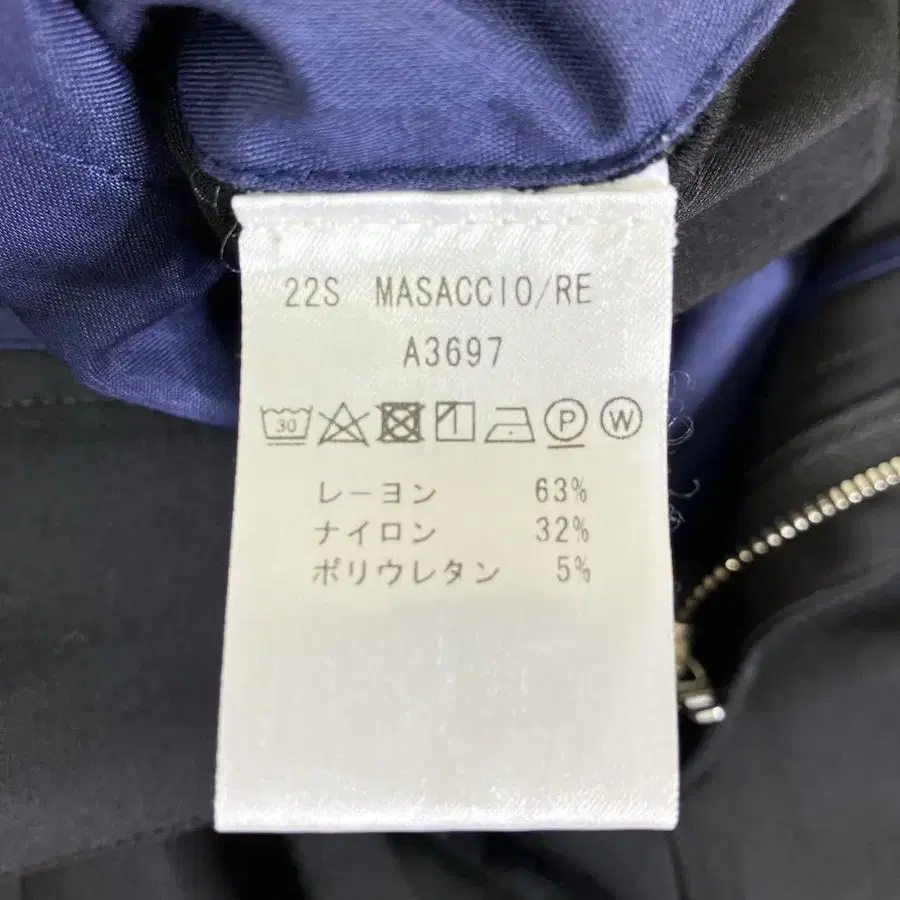 22S MASACCIO/RE
A3697
30 P W
レーヨン 63%
ナイロン 32%
ポリウレタン 5%